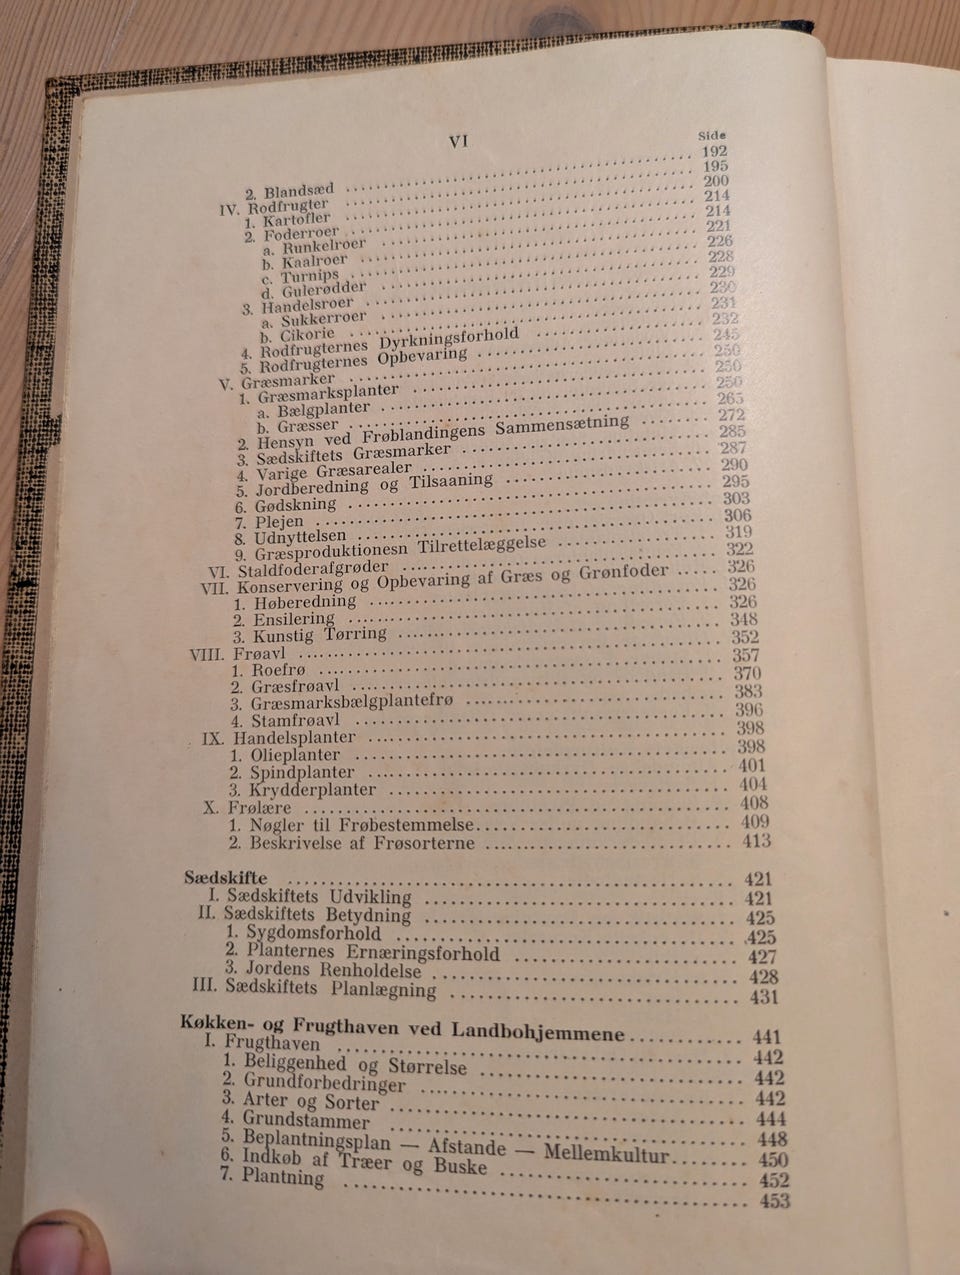 VI
Side
2. Blandsæd ........ 192
IV. Rodfrugter ........ 195
1. Kartofler ........ 200
2. Foderroer ........ 214
a. Runkelroer ........ 214
b. Kaalroer ........ 221
c. Turnips ........ 226
d. Gulerødder ........ 228
3. Handelsroer ........ 229
a. Sukkerroer ........ 230
b. Cikorie ........ 231
4. Rodfrugternes Dyrkningsforhold ........ 232
5. Rodfrugternes Opbevaring ........ 245
V. Græsmarker ........ 250
1. Græsmarksplanter ........ 250
a. Bælgplanter ........ 250
b. Græsser ........ 265
2. Hensyn ved Frøblandingens Sammensætning ........ 272
3. Sædskiftets Græsmarker ........ 285
4. Varige Græsarealer ........ 287
5. Jordberedning og Tilsaaning ........ 290
6. Gødskning ........ 295
7. Plejen ........ 303
8. Udnyttelsen ........ 306
9. Græsproduktionesn Tilrettelæggelse ........ 319
VI. Staldfoderafgrøder ........ 322
VII. Konservering og Opbevaring af Græs og Grønfoder ..... 326
1. Høberedning ........ 326
2. Ensilering ........ 326
3. Kunstig Tørring ........ 348
VIII. Frøavl ........ 352
1. Roefrø ........ 357
2. Græsfrøavl ........ 370
3. Græsmarksbælgplantefrø ........ 383
4. Stamfrøavl ........ 396
IX. Handelsplanter ........ 398
1. Olieplanter ........ 398
2. Spindplanter ........ 401
3. Krydderplanter ........ 404
X. Frølære ........ 408
1. Nøgler til Frøbestemmelse ........ 409
2. Beskrivelse af Frøsorterne ........ 413
Sædskifte ........ 421
I. Sædskiftets Udvikling ........ 421
II. Sædskiftets Betydning ........ 425
1. Sygdomsforhold ........ 425
2. Planternes Ernæringsforhold ........ 427
3. Jordens Renholdelse ........ 428
III. Sædskiftets Planlægning ........ 431
Køkken- og Frugthaven ved Landbohjemmene ........ 441
I. Frugthaven ........ 442
1. Beliggenhed og Størrelse ........ 442
2. Grundforbedringer ........ 442
3. Arter og Sorter ........ 444
4. Grundstammer ........ 448
5. Beplantningsplan — Afstande — Mellemkultur ........ 450
6. Indkøb af Træer og Buske ........ 452
7. Plantning ........ 453